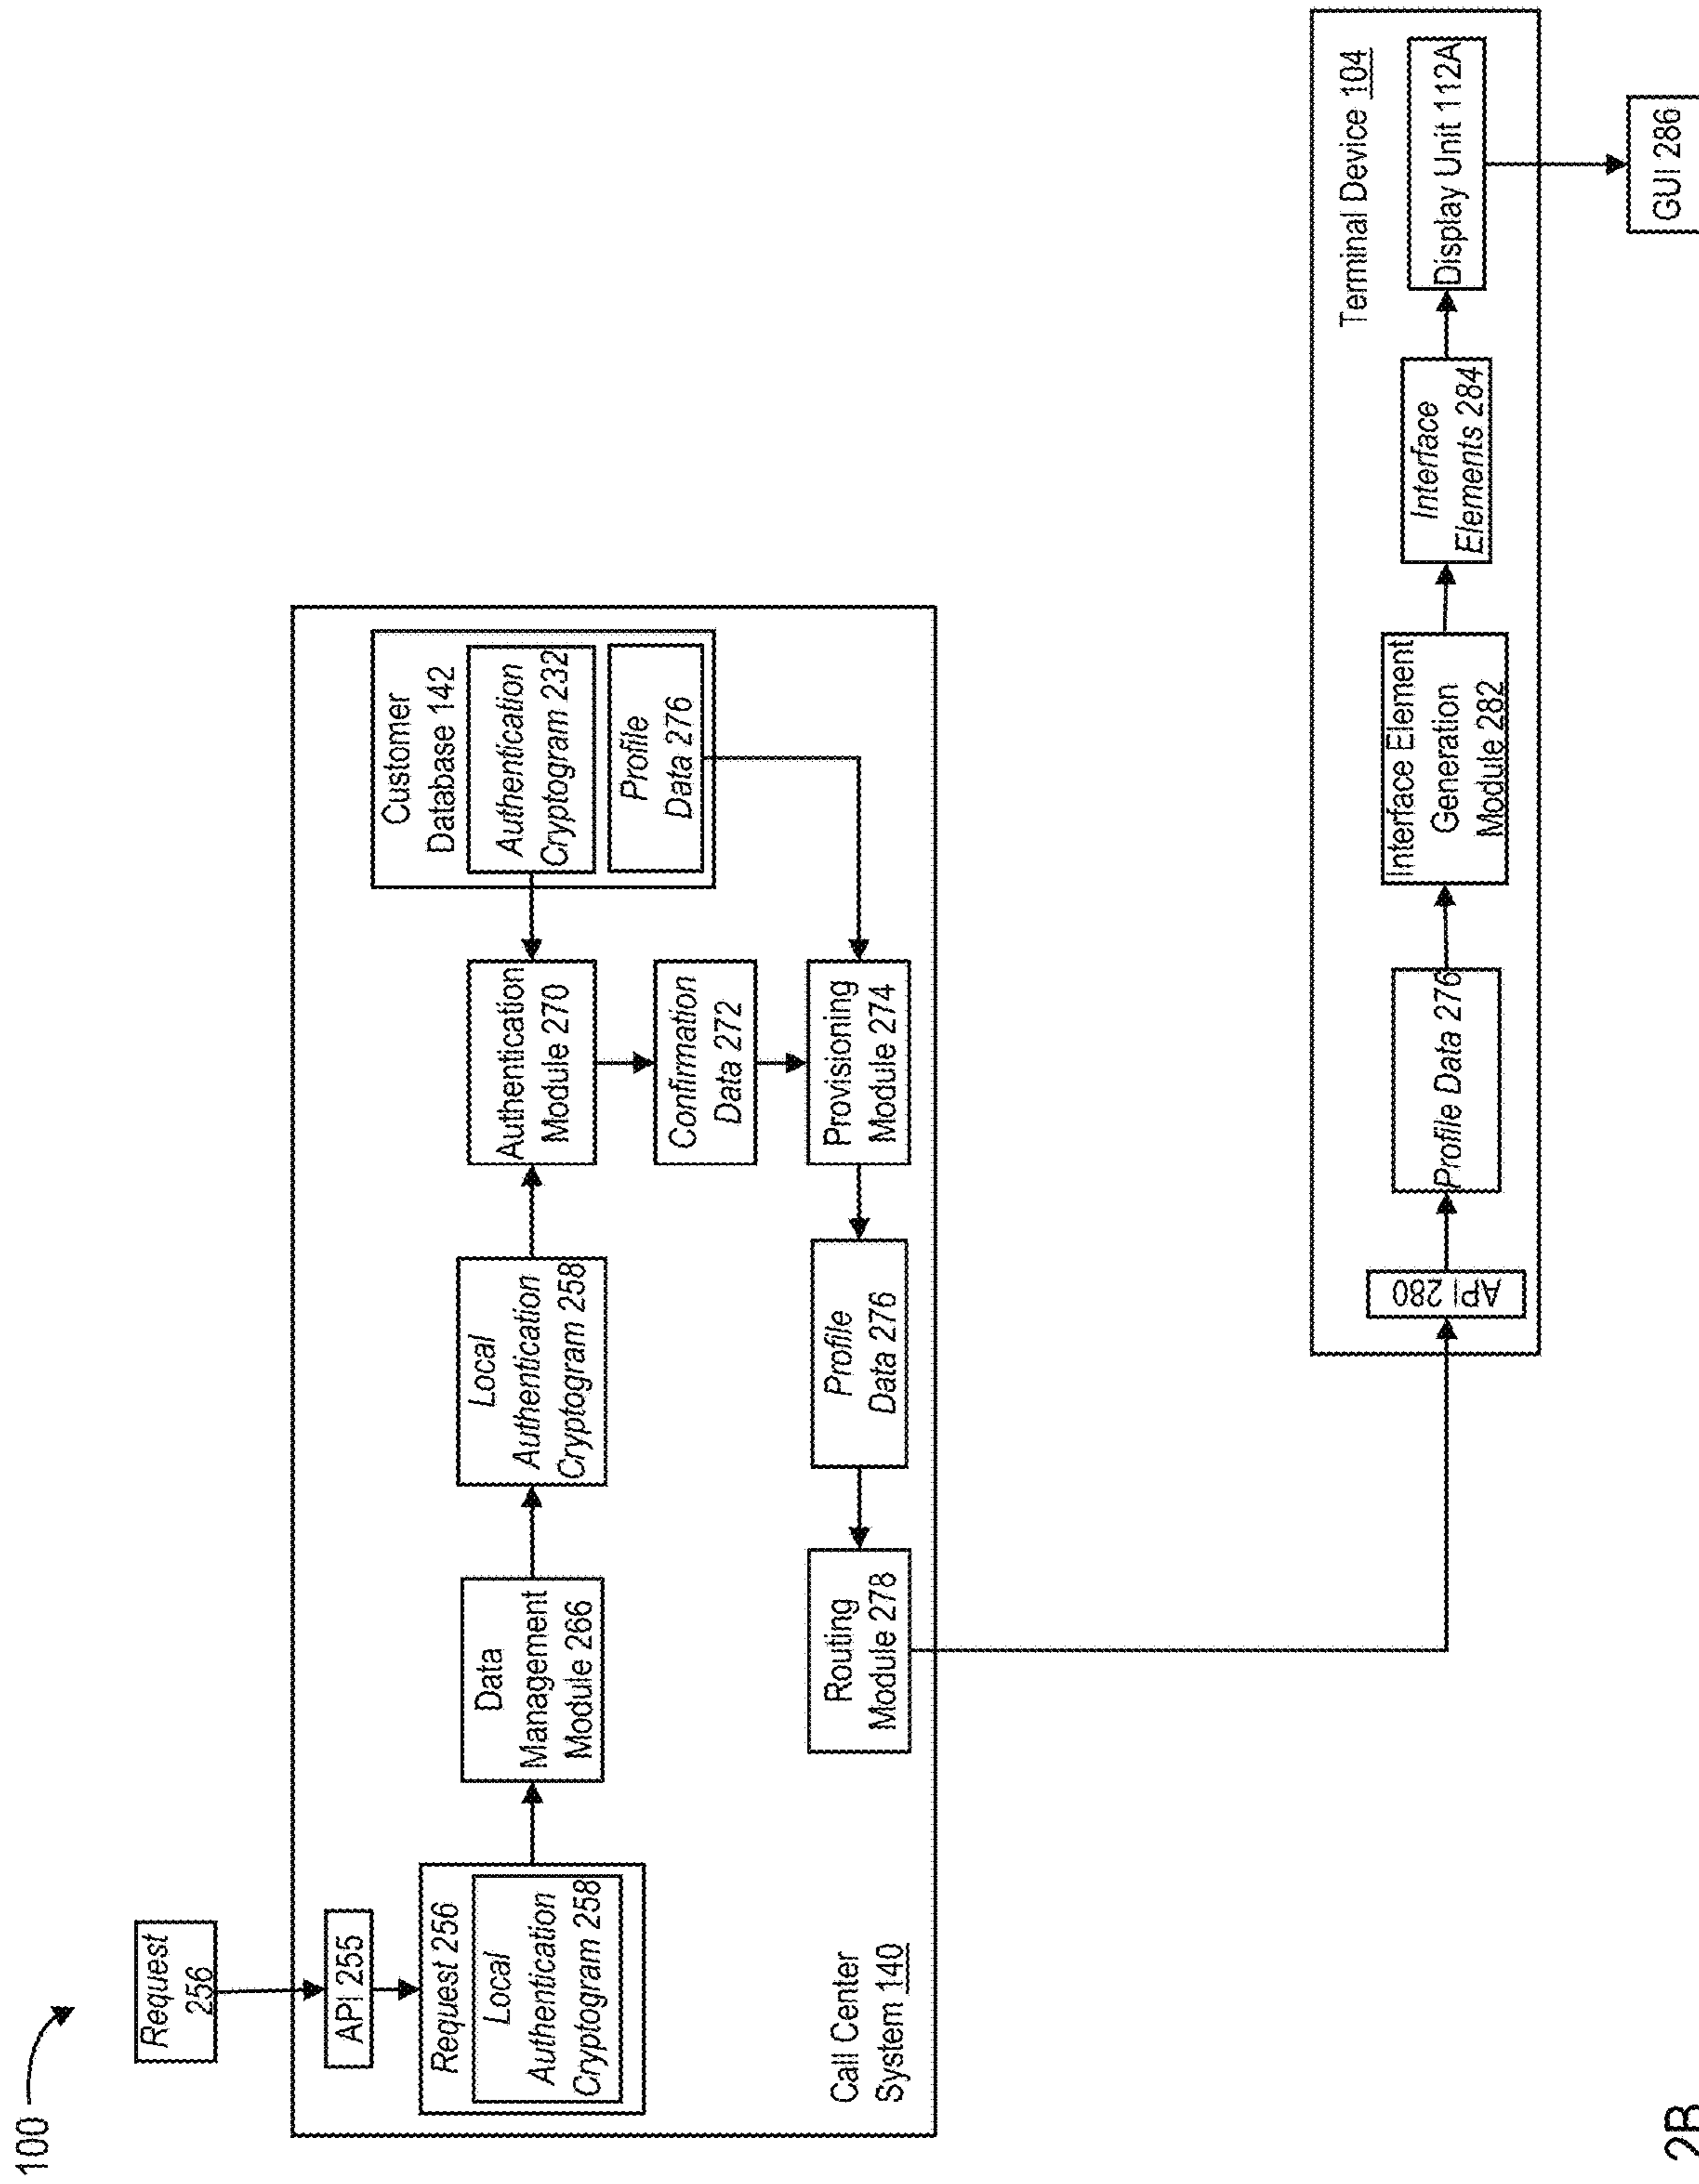 100
Request
256
API 255
Request 256
Local
Authentication
Cryptogram 258
Data
Management
Module 266
Local
Authentication
Cryptogram 258
Authentication
Module 270
Customer
Database 142
Authentication
Cryptogram 232
Profile
Data 276
Confirmation
Data 272
Provisioning
Module 274
Profile
Data 276
Routing
Module 278
Call Center
System 140
Terminal Device 104
API 280
Profile Data 276
Interface Element
Generation
Module 282
Interface
Elements 284
Display Unit 112A
GUI 286
2B